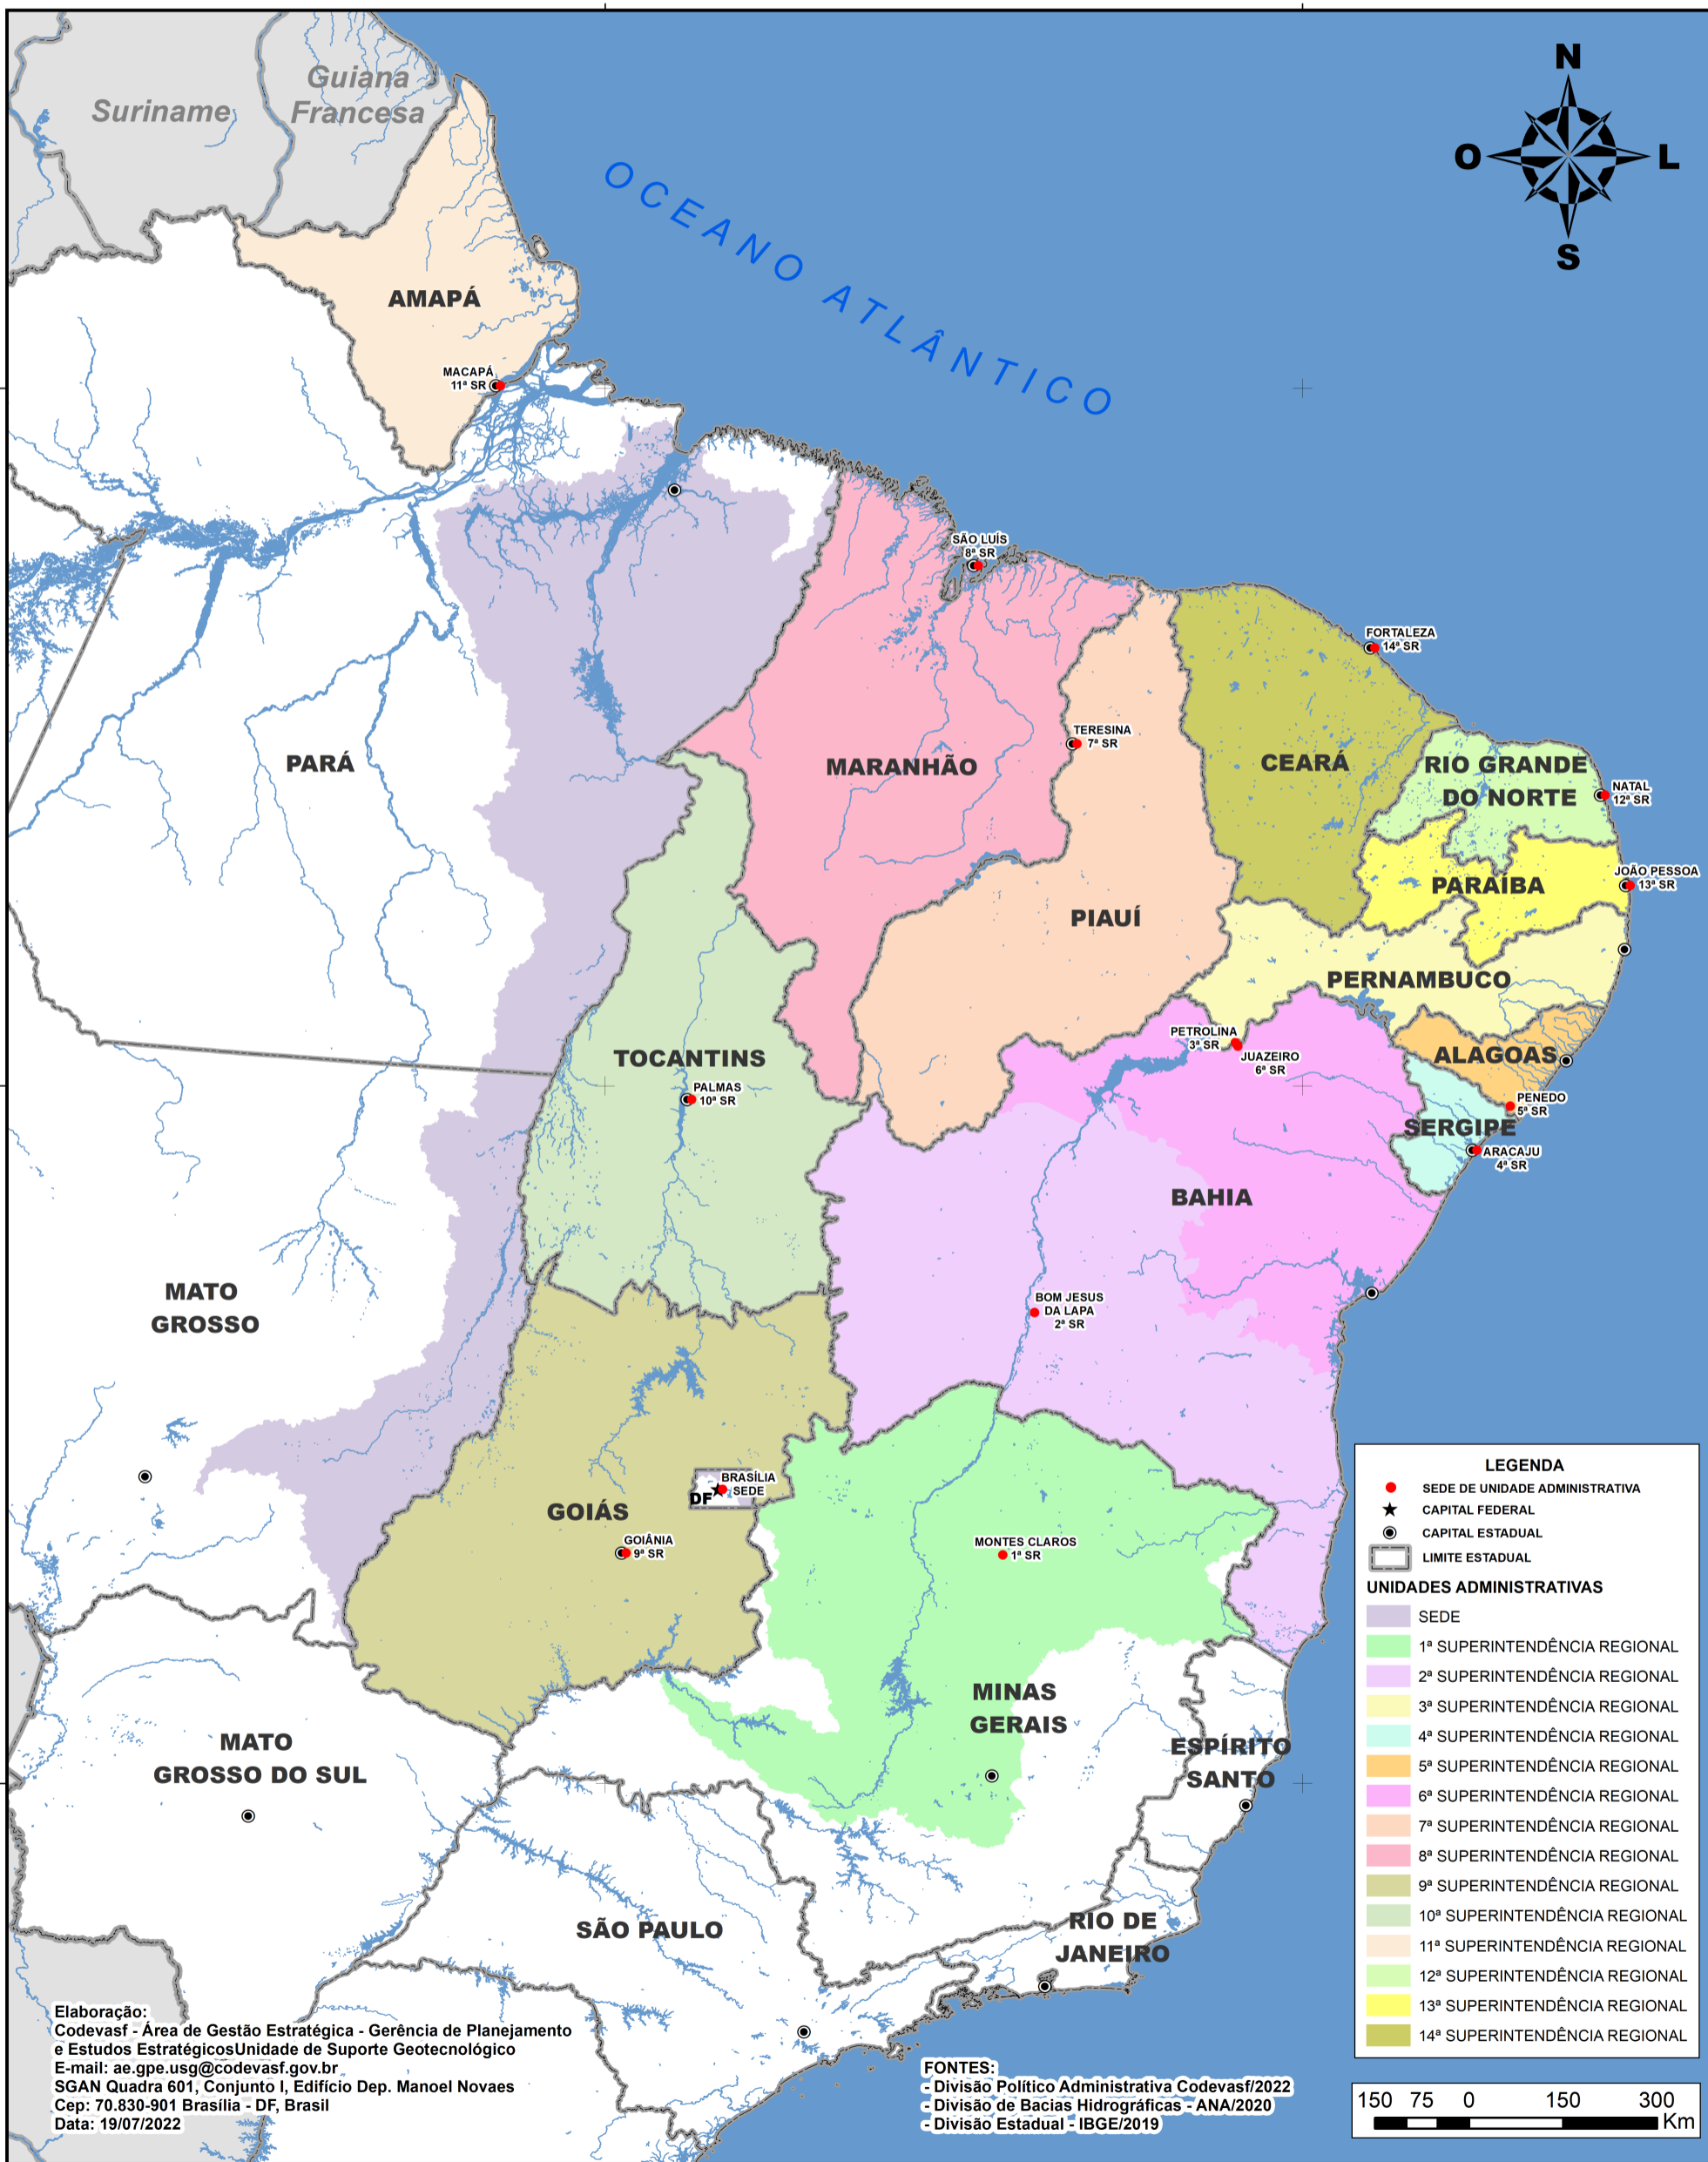 N
O
L
S
Suriname
Guiana
Francesa
OCEANO ATLÂNTICO
AMAPÁ
MACAPÁ
11ª SR
SÃO LUÍS
8ª SR
FORTALEZA
14ª SR
TERESINA
7ª SR
PARÁ
MARANHÃO
CEARÁ
RIO GRANDE
DO NORTE
NATAL
12ª SR
PARAÍBA
JOÃO PESSOA
13ª SR
PIAUÍ
PERNAMBUCO
PETROLINA
3ª SR
JUAZEIRO
6ª SR
ALAGOAS
TOCANTINS
PALMAS
10ª SR
PENEDO
5ª SR
SERGIPE
ARACAJU
4ª SR
BAHIA
MATO
GROSSO
BOM JESUS
DA LAPA
2ª SR
BRASÍLIA
SEDE
DF
GOIÁS
GOIÂNIA
9ª SR
MONTES CLAROS
1ª SR
MINAS
GERAIS
ESPÍRITO
SANTO
MATO
GROSSO DO SUL
SÃO PAULO
RIO DE
JANEIRO
LEGENDA
SEDE DE UNIDADE ADMINISTRATIVA
CAPITAL FEDERAL
CAPITAL ESTADUAL
LIMITE ESTADUAL
UNIDADES ADMINISTRATIVAS
SEDE
1ª SUPERINTENDÊNCIA REGIONAL
2ª SUPERINTENDÊNCIA REGIONAL
3ª SUPERINTENDÊNCIA REGIONAL
4ª SUPERINTENDÊNCIA REGIONAL
5ª SUPERINTENDÊNCIA REGIONAL
6ª SUPERINTENDÊNCIA REGIONAL
7ª SUPERINTENDÊNCIA REGIONAL
8ª SUPERINTENDÊNCIA REGIONAL
9ª SUPERINTENDÊNCIA REGIONAL
10ª SUPERINTENDÊNCIA REGIONAL
11ª SUPERINTENDÊNCIA REGIONAL
12ª SUPERINTENDÊNCIA REGIONAL
13ª SUPERINTENDÊNCIA REGIONAL
14ª SUPERINTENDÊNCIA REGIONAL
Elaboração:
Codevasf - Área de Gestão Estratégica - Gerência de Planejamento
e Estudos EstratégicosUnidade de Suporte Geotecnológico
E-mail: ae.gpe.usg@codevasf.gov.br
SGAN Quadra 601, Conjunto I, Edifício Dep. Manoel Novaes
Cep: 70.830-901 Brasília - DF, Brasil
Data: 19/07/2022
FONTES:
- Divisão Político Administrativa Codevasf/2022
- Divisão de Bacias Hidrográficas - ANA/2020
- Divisão Estadual - IBGE/2019
150 75 0 150 300
Km